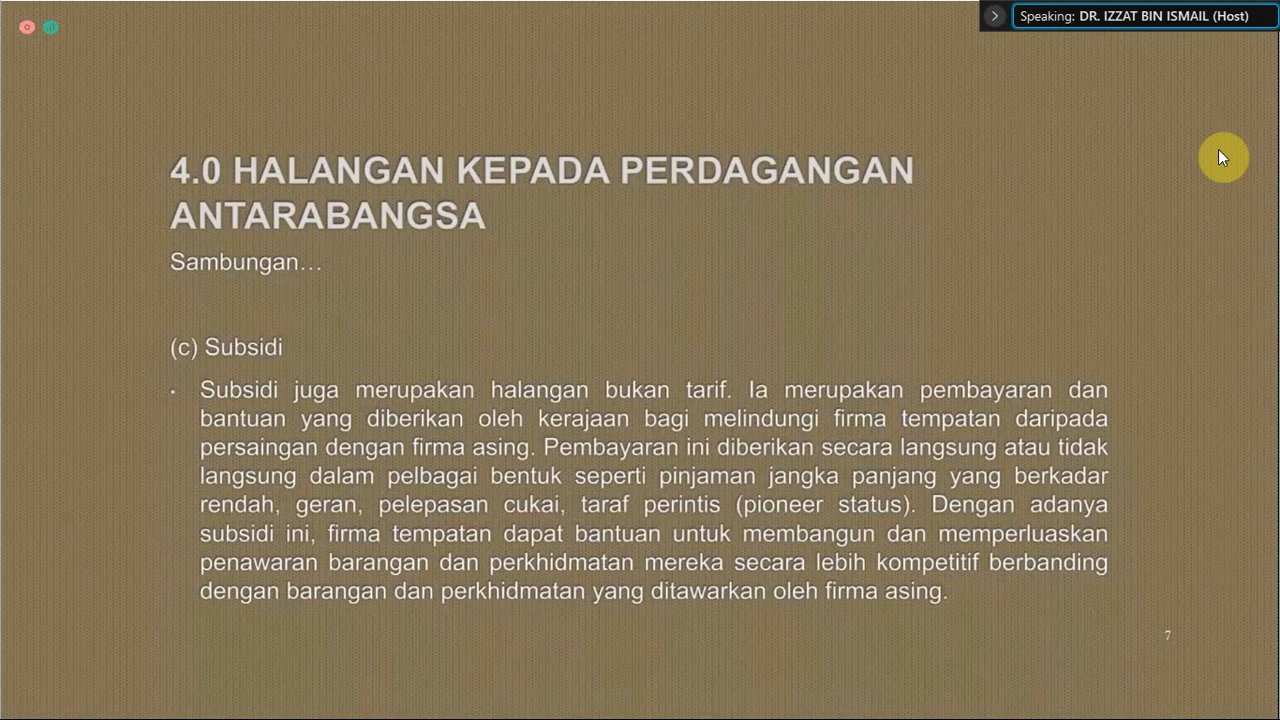 Speaking: DR. IZZAT BIN ISMAIL (Host)
4.0 HALANGAN KEPADA PERDAGANGAN
ANTARABANGSA
Sambungan…
(c) Subsidi
• Subsidi juga merupakan halangan bukan tarif. Ia merupakan pembayaran dan
bantuan yang diberikan oleh kerajaan bagi melindungi firma tempatan daripada
persaingan dengan firma asing. Pembayaran ini diberikan secara langsung atau tidak
langsung dalam pelbagai bentuk seperti pinjaman jangka panjang yang berkadar
rendah, geran, pelepasan cukai, taraf perintis (pioneer status). Dengan adanya
subsidi ini, firma tempatan dapat bantuan untuk membangun dan memperluaskan
penawaran barangan dan perkhidmatan mereka secara lebih kompetitif berbanding
dengan barangan dan perkhidmatan yang ditawarkan oleh firma asing.
7